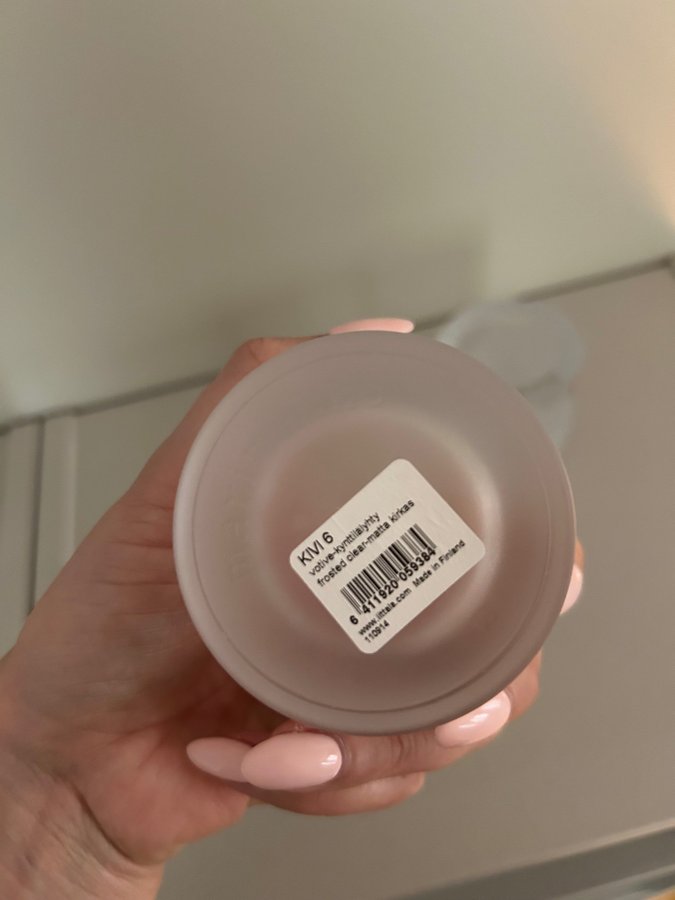 KIVI 6
votive-kynttilälyhty
frosted clear-matta kirkas
6 411920 059384
www.iittala.com Made in Finland
110914